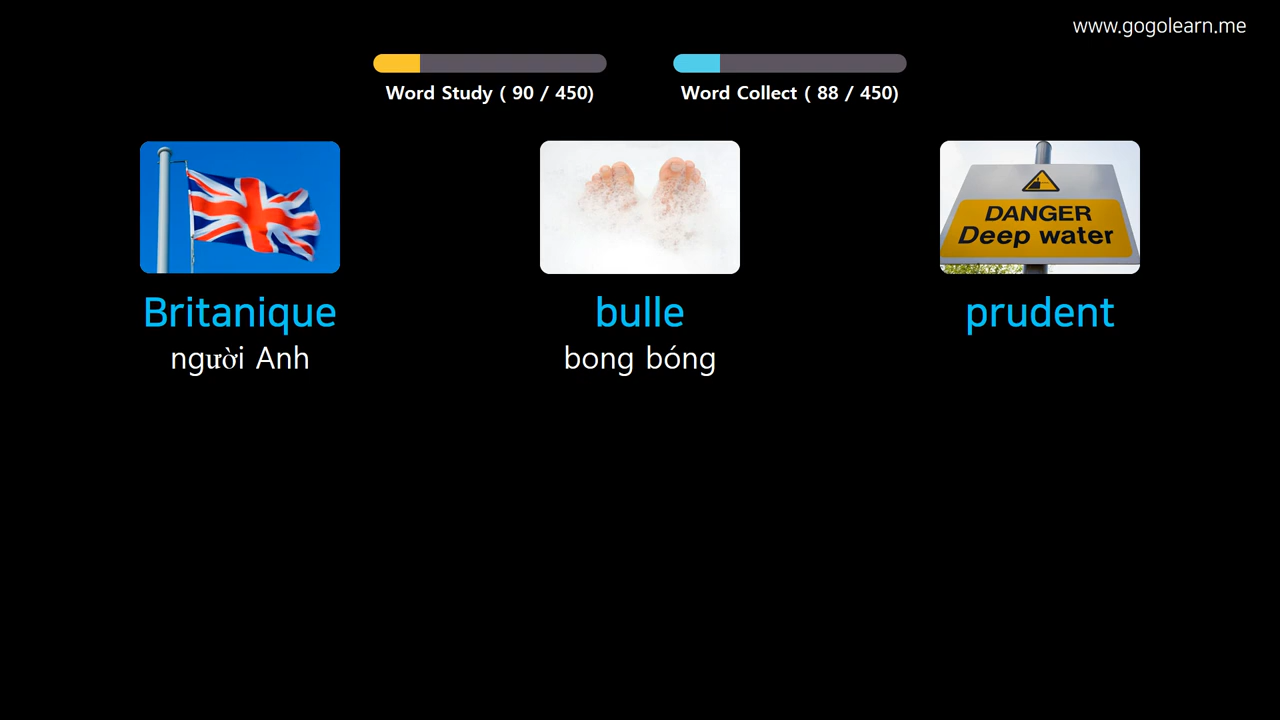 www.gogolearn.me
Word Study ( 90 / 450)
Word Collect ( 88 / 450)
DANGER
Deep water
Britanique
bulle
prudent
người Anh
bong bóng